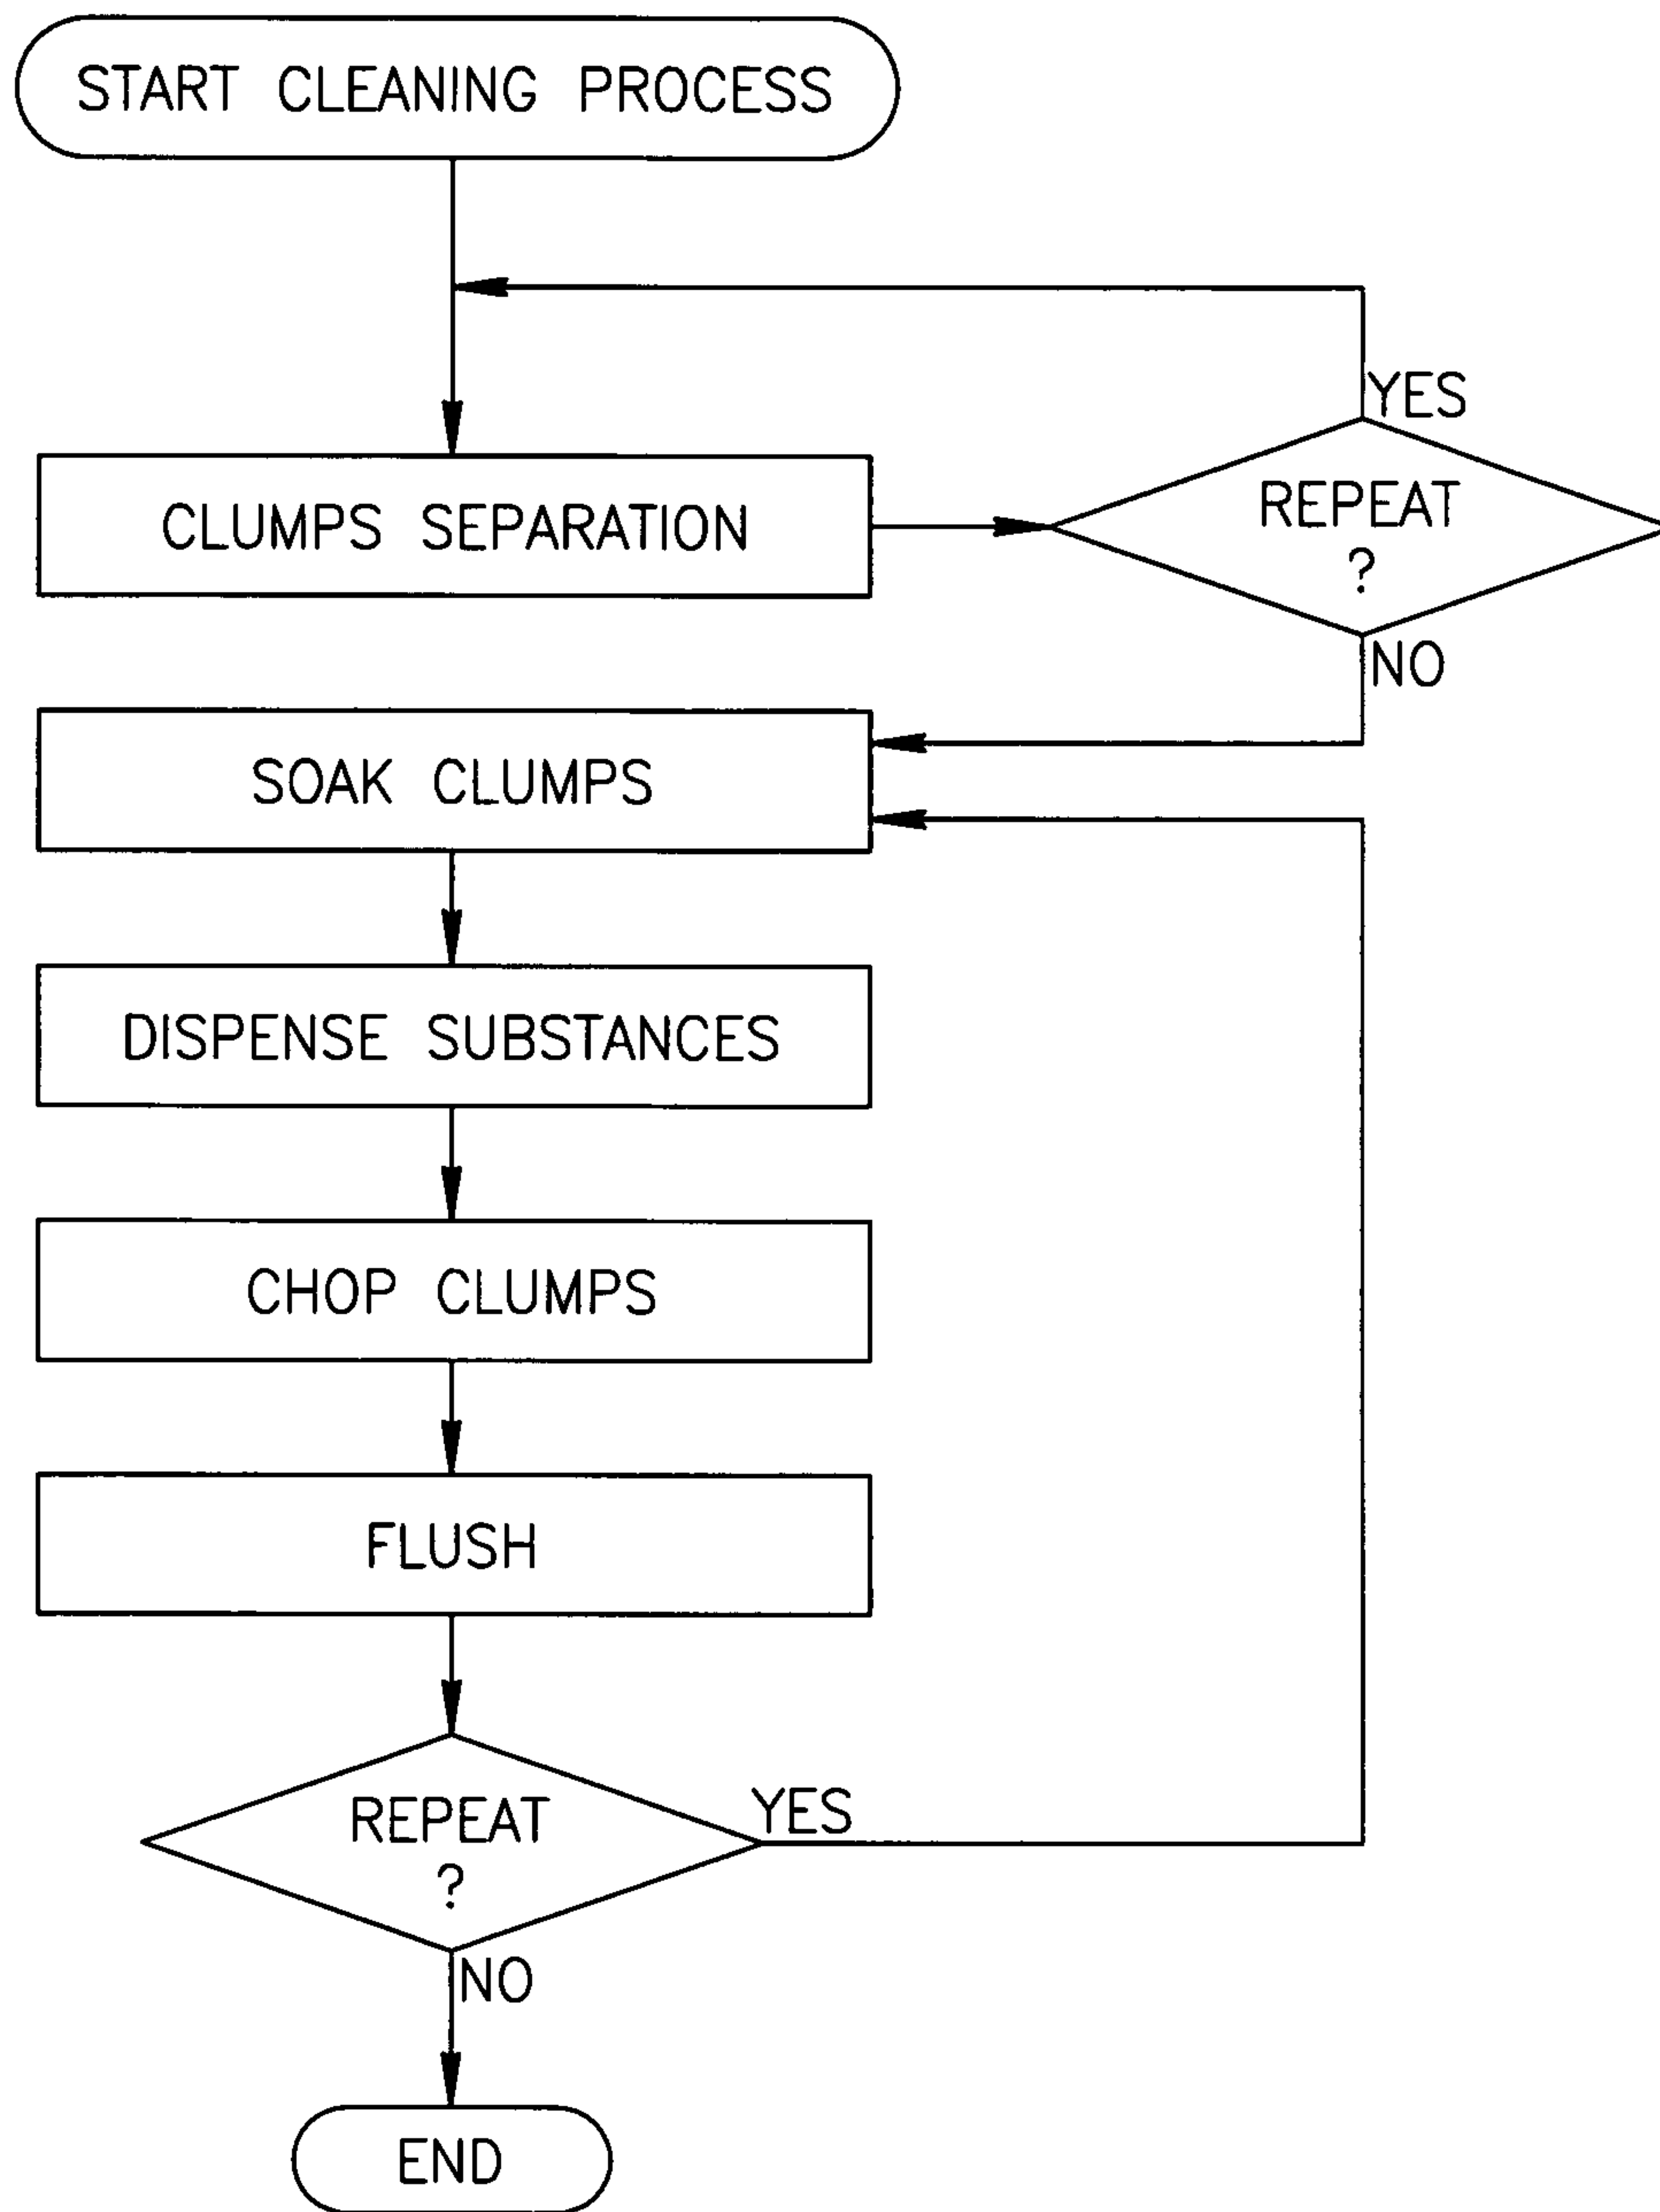 START CLEANING PROCESS
YES
CLUMPS SEPARATION
REPEAT
?
NO
SOAK CLUMPS
DISPENSE SUBSTANCES
CHOP CLUMPS
FLUSH
REPEAT
?
YES
NO
END